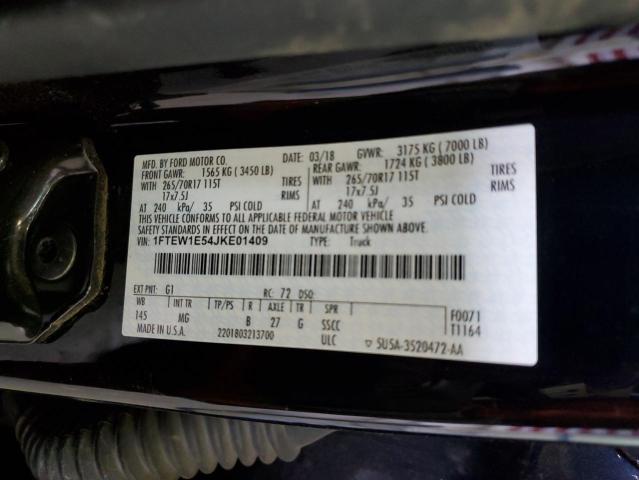 MFD. BY FORD MOTOR CO.
DATE: 03/18 GVWR: 3175 KG ( 7000 LB)
FRONT GAWR: 1565 KG ( 3450 LB)
REAR GAWR: 1724 KG ( 3800 LB)
WITH 265/70R17 115T TIRES
17x7.5J RIMS
WITH 265/70R17 115T TIRES
17x7.5J RIMS
AT 240 kPa/ 35 PSI COLD
AT 240 kPa/ 35 PSI COLD
THIS VEHICLE CONFORMS TO ALL APPLICABLE FEDERAL MOTOR VEHICLE
SAFETY STANDARDS IN EFFECT ON THE DATE OF MANUFACTURE SHOWN ABOVE.
VIN: 1FTEW1E54JKE01409 TYPE: Truck
EXT PNT: G1 RC: 72 DSO:
WB INT TR TP/PS R AXLE TR SPR
145 MG B 27 G SSCC F0071
MADE IN U.S.A. 2201803213700 ULC T1164
5U5A-3520472-AA